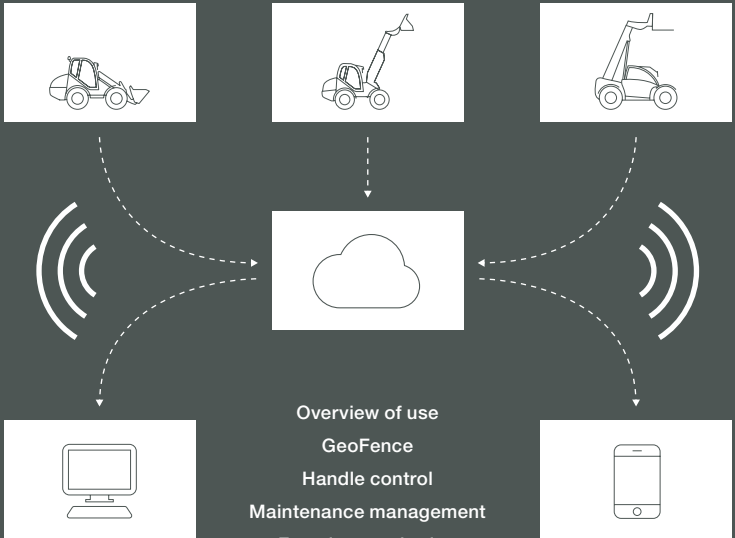 Overview of use
GeoFence
Handle control
Maintenance management